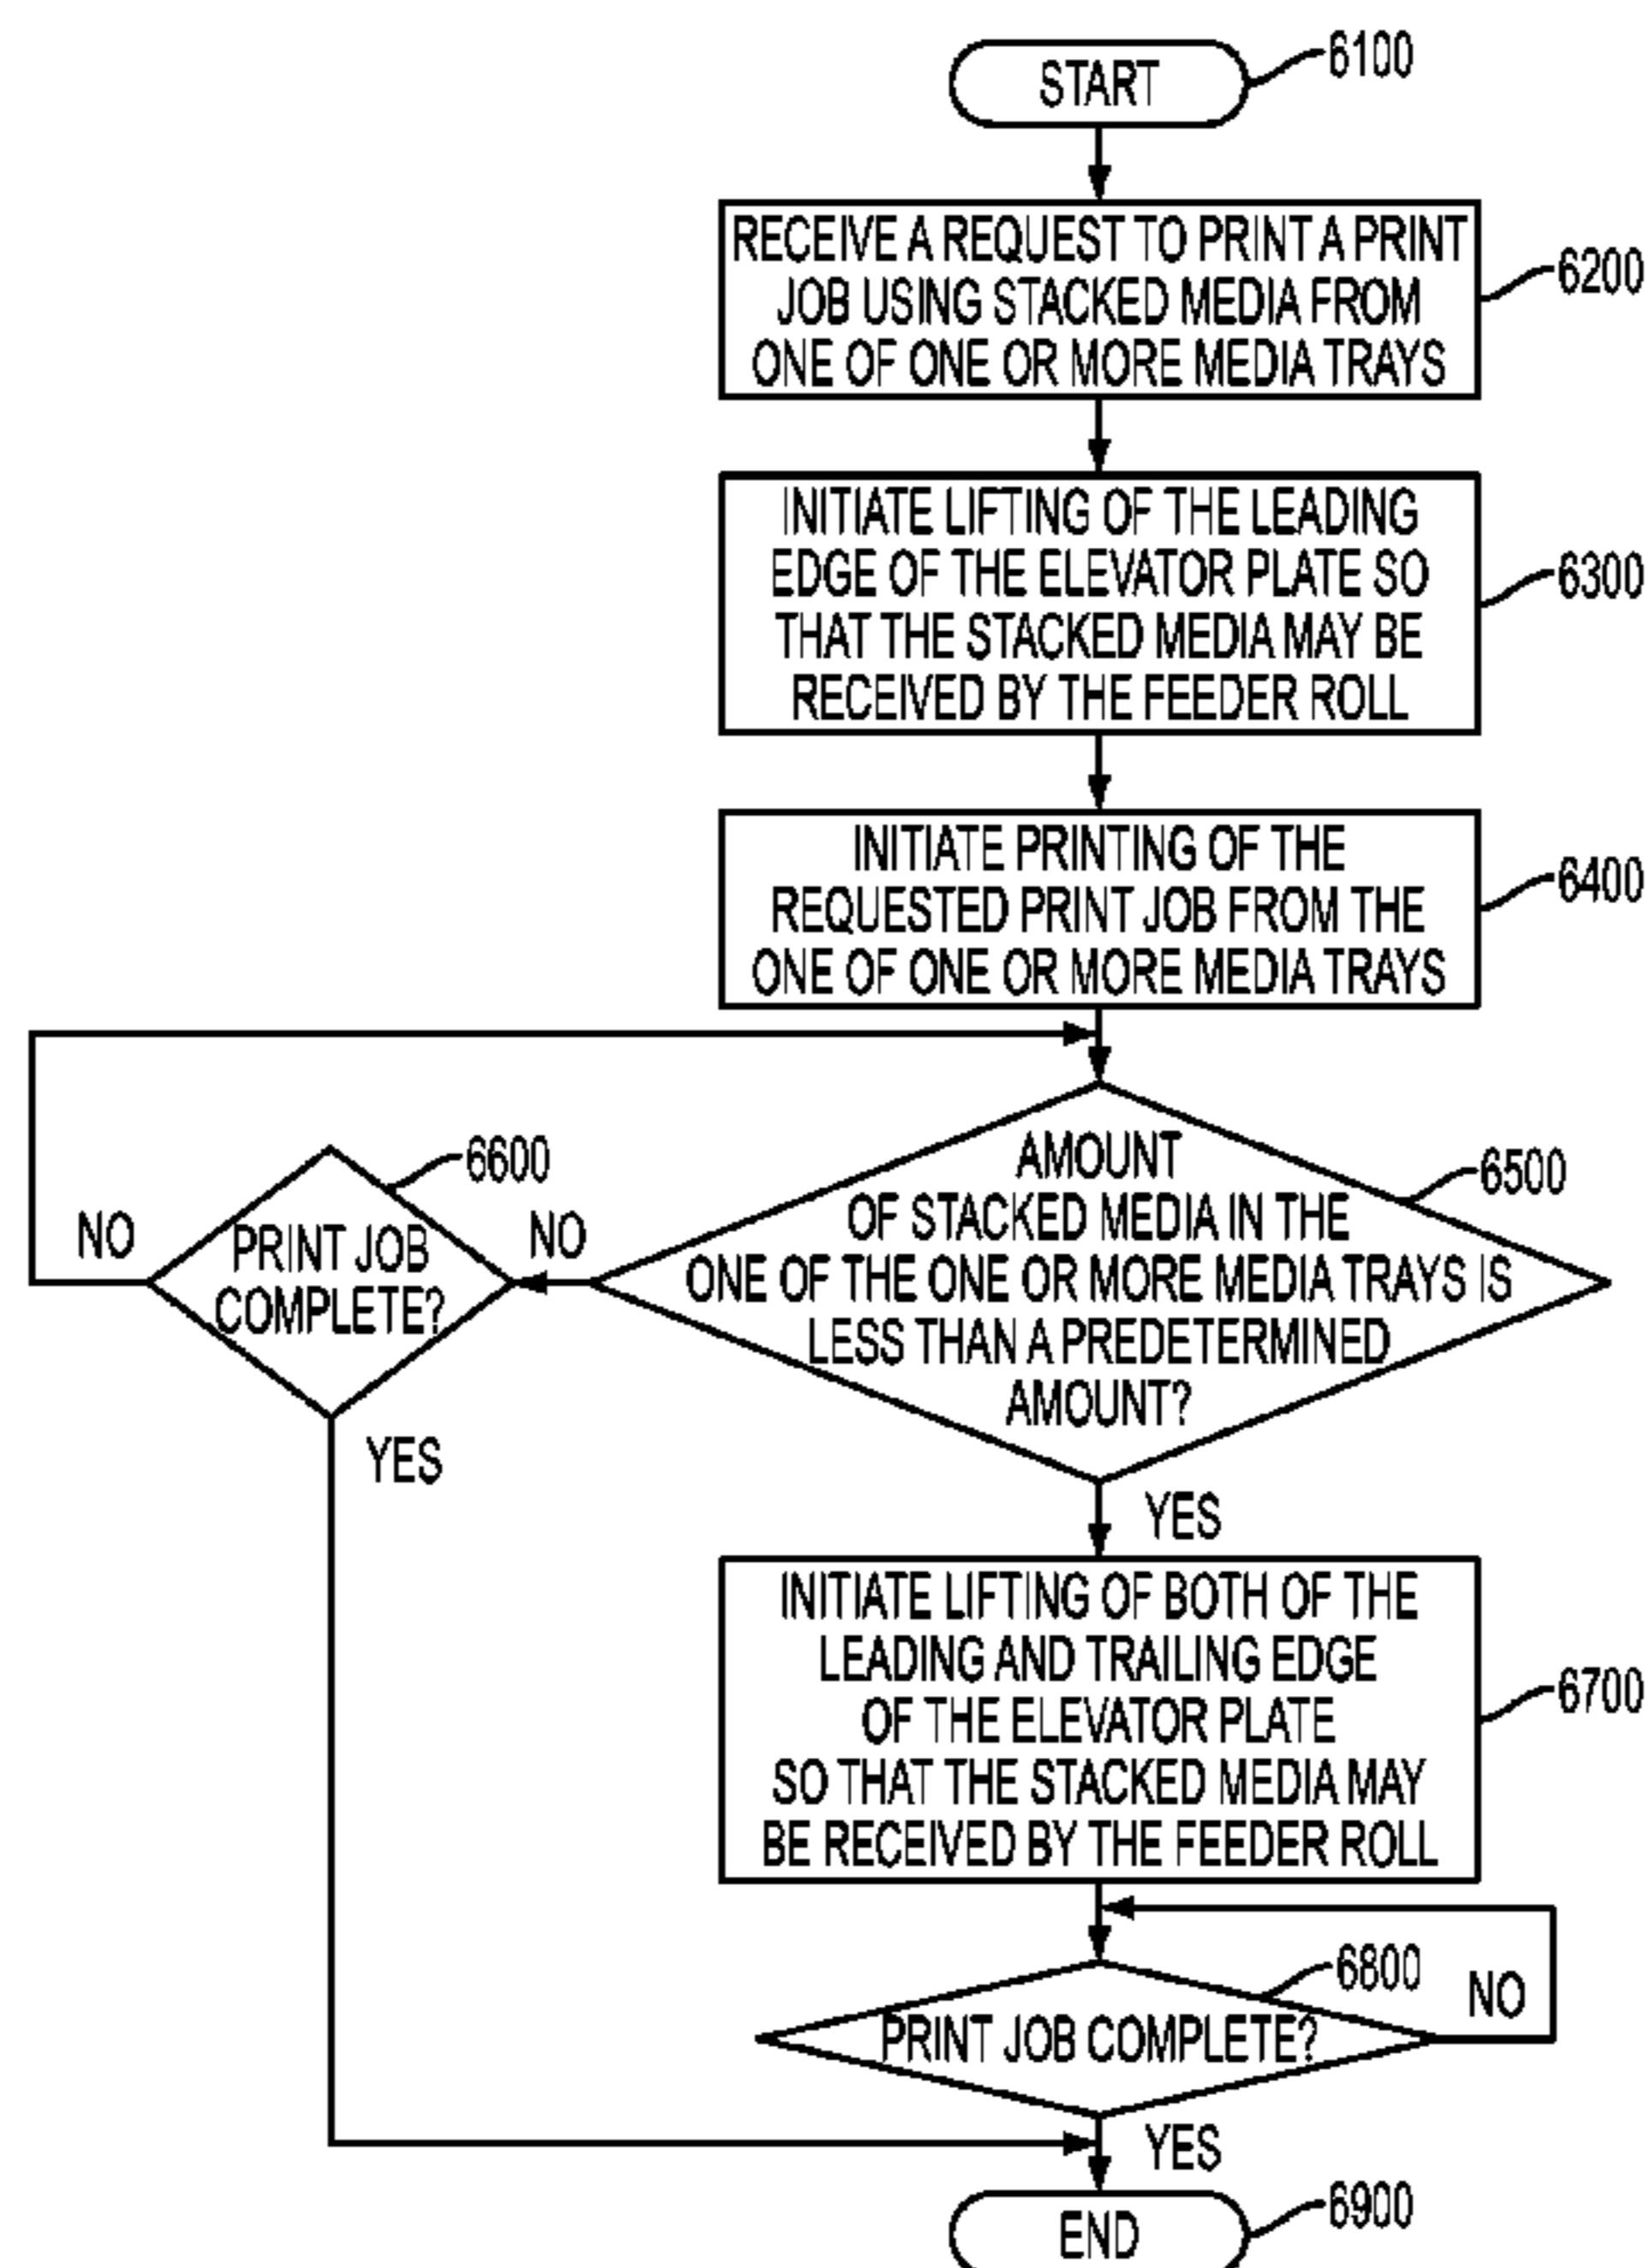 START
6100
RECEIVE A REQUEST TO PRINT A PRINT
JOB USING STACKED MEDIA FROM
ONE OF ONE OR MORE MEDIA TRAYS
6200
INITIATE LIFTING OF THE LEADING
EDGE OF THE ELEVATOR PLATE SO
THAT THE STACKED MEDIA MAY BE
RECEIVED BY THE FEEDER ROLL
6300
INITIATE PRINTING OF THE
REQUESTED PRINT JOB FROM THE
ONE OF ONE OR MORE MEDIA TRAYS
6400
AMOUNT
OF STACKED MEDIA IN THE
ONE OF THE ONE OR MORE MEDIA TRAYS IS
LESS THAN A PREDETERMINED
AMOUNT?
6500
NO
PRINT JOB
COMPLETE?
6600
NO
YES
YES
INITIATE LIFTING OF BOTH OF THE
LEADING AND TRAILING EDGE
OF THE ELEVATOR PLATE
SO THAT THE STACKED MEDIA MAY
BE RECEIVED BY THE FEEDER ROLL
6700
PRINT JOB COMPLETE?
6800
NO
YES
END
6900